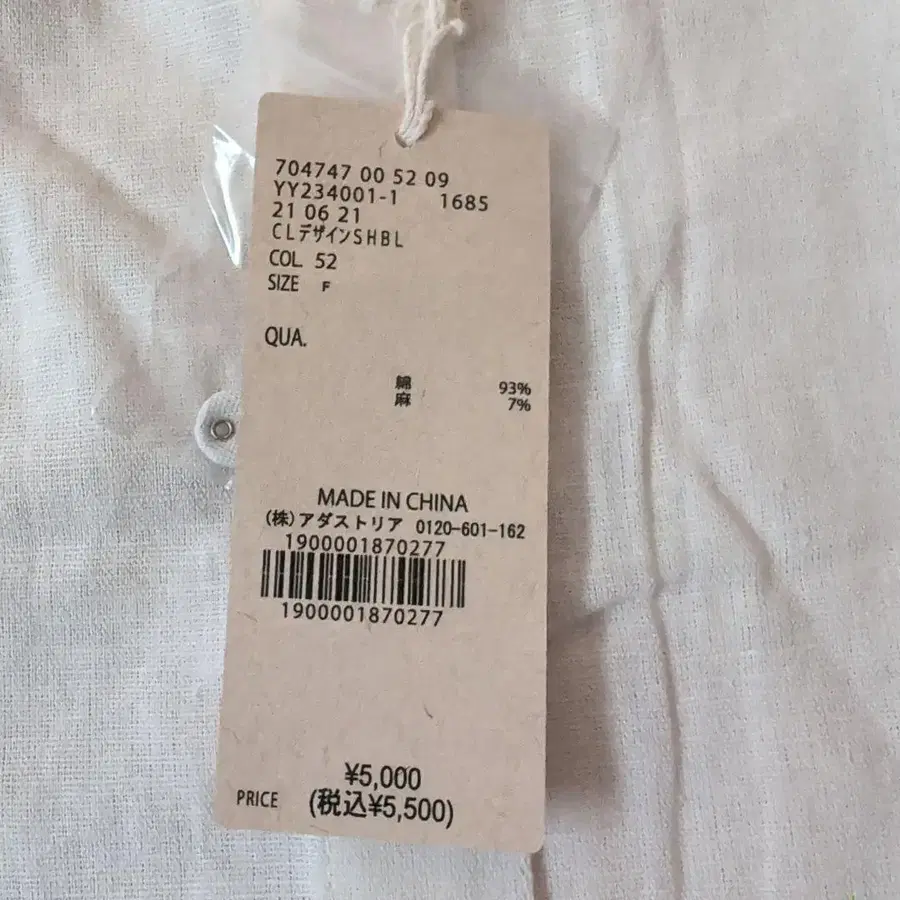 704747 00 52 09
YY234001-1 1685
21 06 21
CLデザインSHBL
COL 52
SIZE F
QUA.
綿 93%
麻 7%
MADE IN CHINA
(株)アダストリア 0120-601-162
1900001870277
1900001870277
¥5,000
PRICE (税込¥5,500)